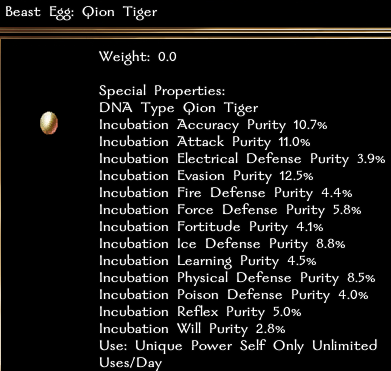 Beast Egg: Qion Tiger
Weight: 0.0
Special Properties:
DNA Type Qion Tiger
Incubation Accuracy Purity 10.7%
Incubation Attack Purity 11.0%
Incubation Electrical Defense Purity 3.9%
Incubation Evasion Purity 12.5%
Incubation Fire Defense Purity 4.4%
Incubation Force Defense Purity 5.8%
Incubation Fortitude Purity 4.1%
Incubation Ice Defense Purity 8.8%
Incubation Learning Purity 4.5%
Incubation Physical Defense Purity 8.5%
Incubation Poison Defense Purity 4.0%
Incubation Reflex Purity 5.0%
Incubation Will Purity 2.8%
Use: Unique Power Self Only Unlimited
Uses/Day